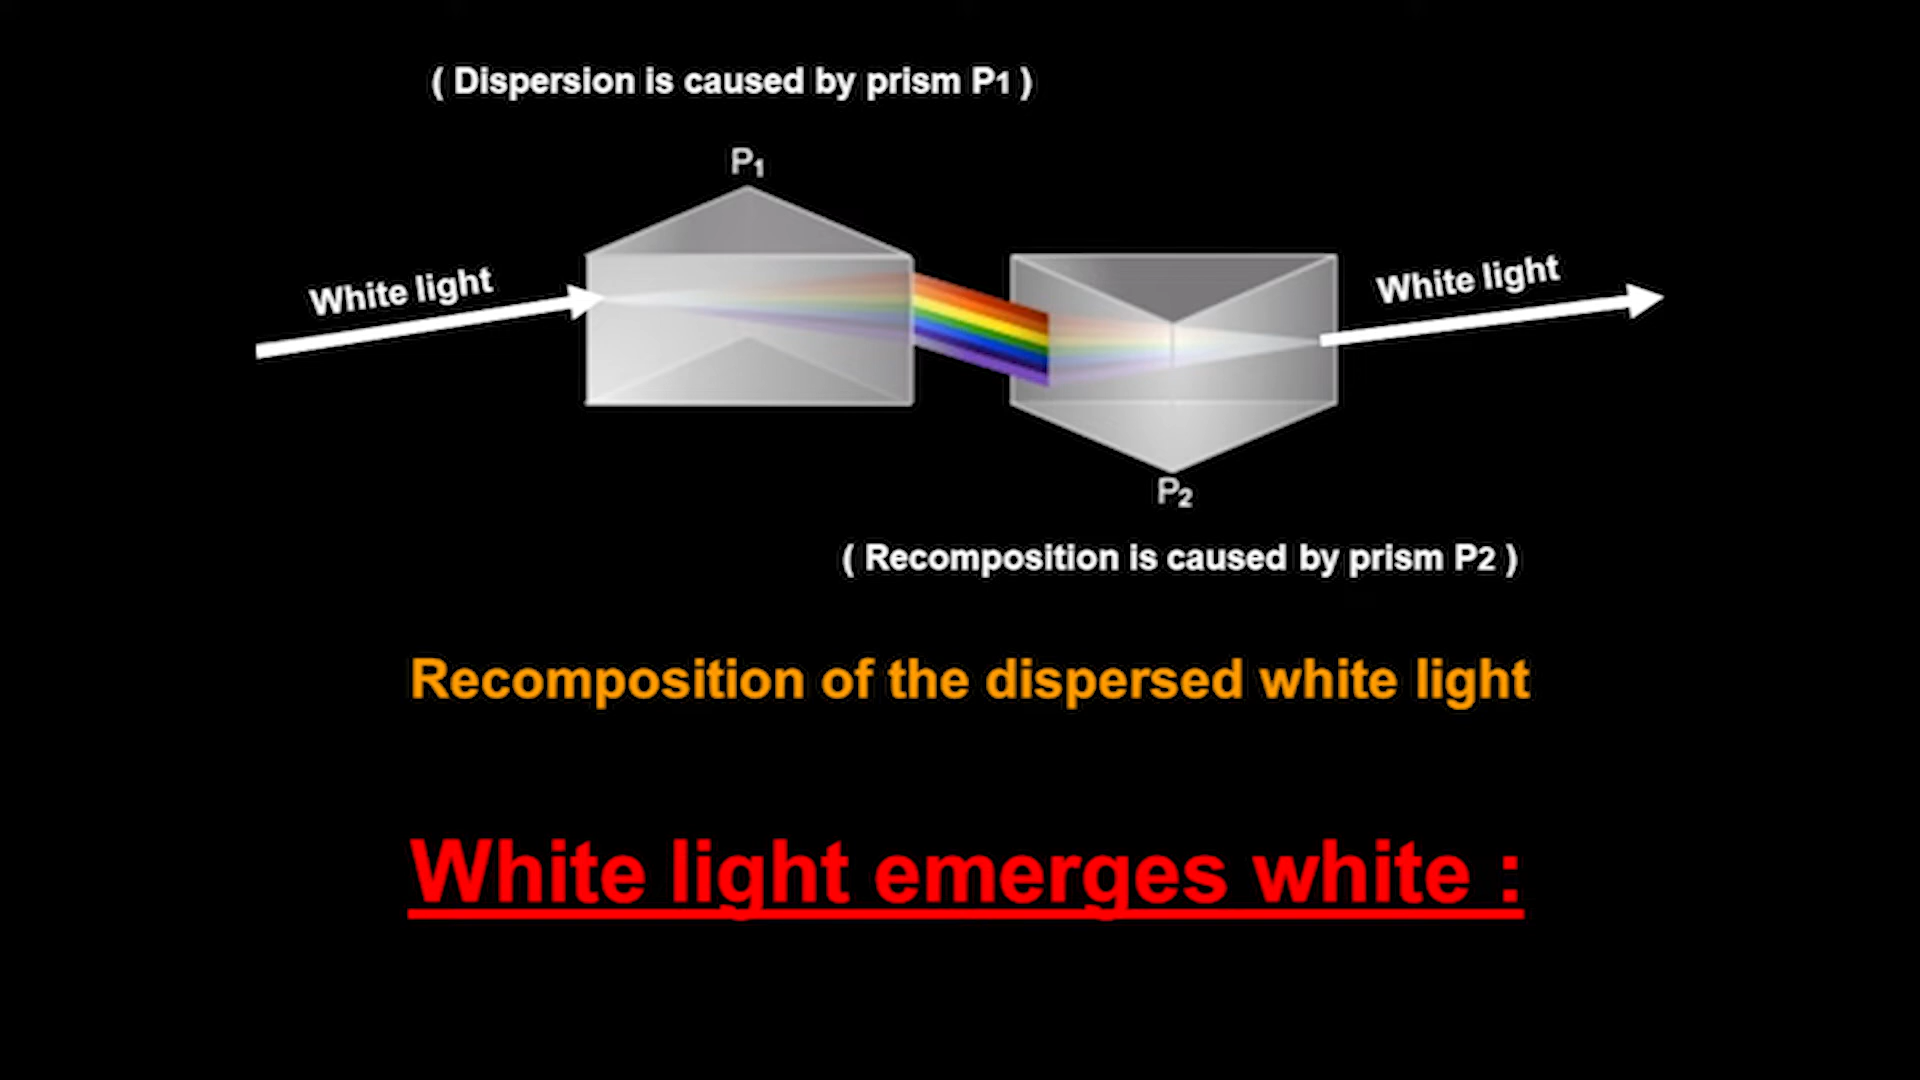 ( Dispersion is caused by prism P1 )
P₁
White light
White light
P₂
( Recomposition is caused by prism P2 )
Recomposition of the dispersed white light
White light emerges white :